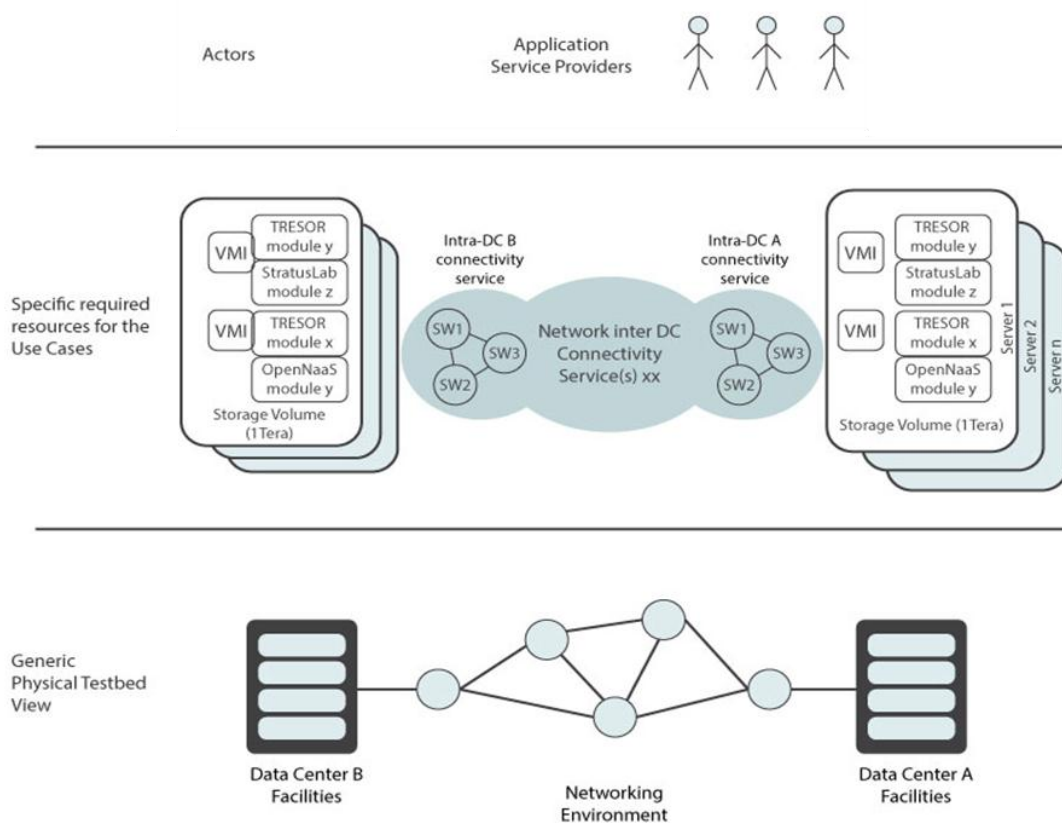 Actors
Application
Service Providers
Specific required
resources for the
Use Cases
VMI
TRESOR
module y
StratusLab
module z
VMI
TRESOR
module x
OpenNaaS
module y
Storage Volume
(1Tera)
Intra-DC B
connectivity
service
SW1
SW3
SW2
Network inter DC
Connectivity
Service(s) xx
Intra-DC A
connectivity
service
SW1
SW3
SW2
VMI
TRESOR
module y
StratusLab
module z
VMI
TRESOR
module x
OpenNaaS
module y
Storage Volume (1Tera)
Server 1
Server 2
Server n
Generic
Physical Testbed
View
Data Center B
Facilities
Networking
Environment
Data Center A
Facilities